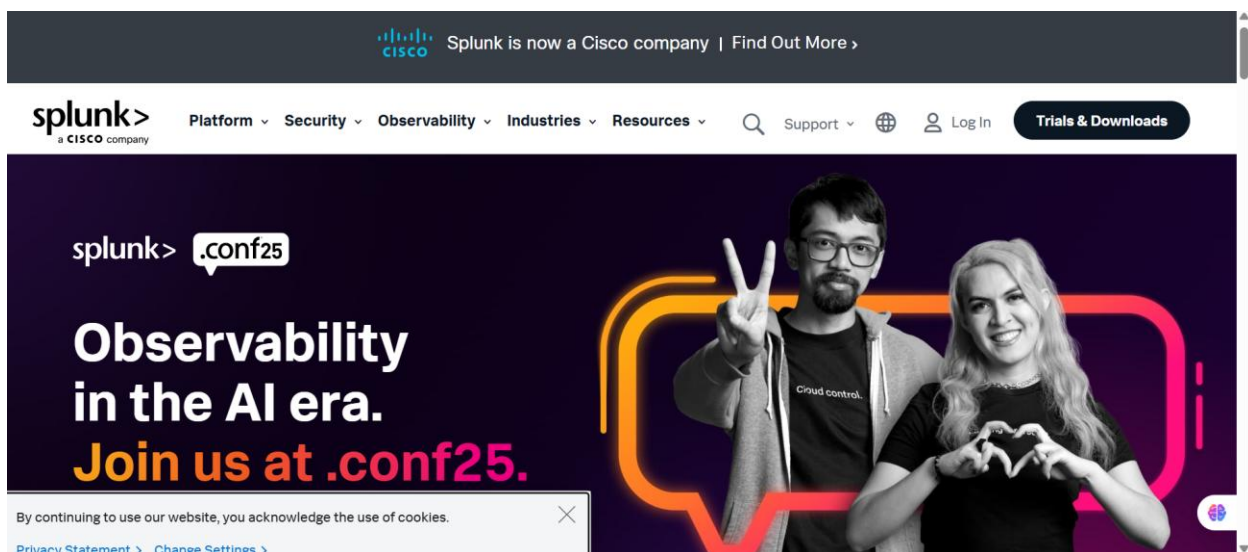 CISCO
Splunk is now a Cisco company | Find Out More >
splunk>
a CISCO company
Platform Security Observability Industries Resources Support Log In Trials & Downloads
splunk> .conf25
Observability
in the AI era.
Join us at .conf25.
Cloud control.
By continuing to use our website, you acknowledge the use of cookies.
Privacy Statement > Change Settings >